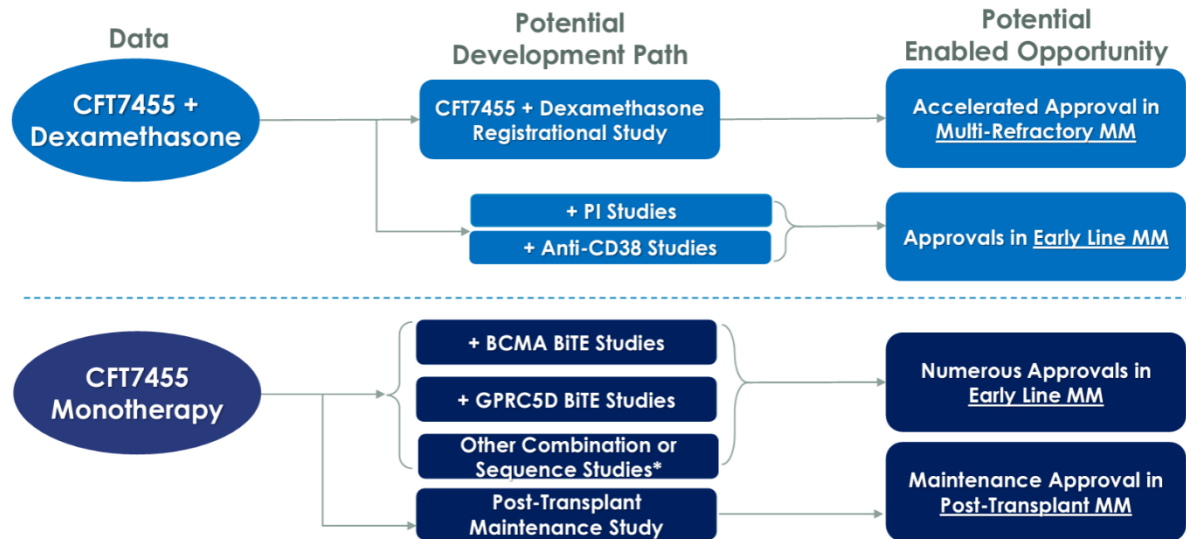 Data
Potential
Development Path
Potential
Enabled Opportunity
CFT7455 +
Dexamethasone
CFT7455 + Dexamethasone
Registrational Study
Accelerated Approval in
Multi-Refractory MM
+ PI Studies
+ Anti-CD38 Studies
Approvals in Early Line MM
CFT7455
Monotherapy
+ BCMA BiTE Studies
+ GPRC5D BiTE Studies
Other Combination or
Sequence Studies*
Numerous Approvals in
Early Line MM
Post-Transplant
Maintenance Study
Maintenance Approval in
Post-Transplant MM